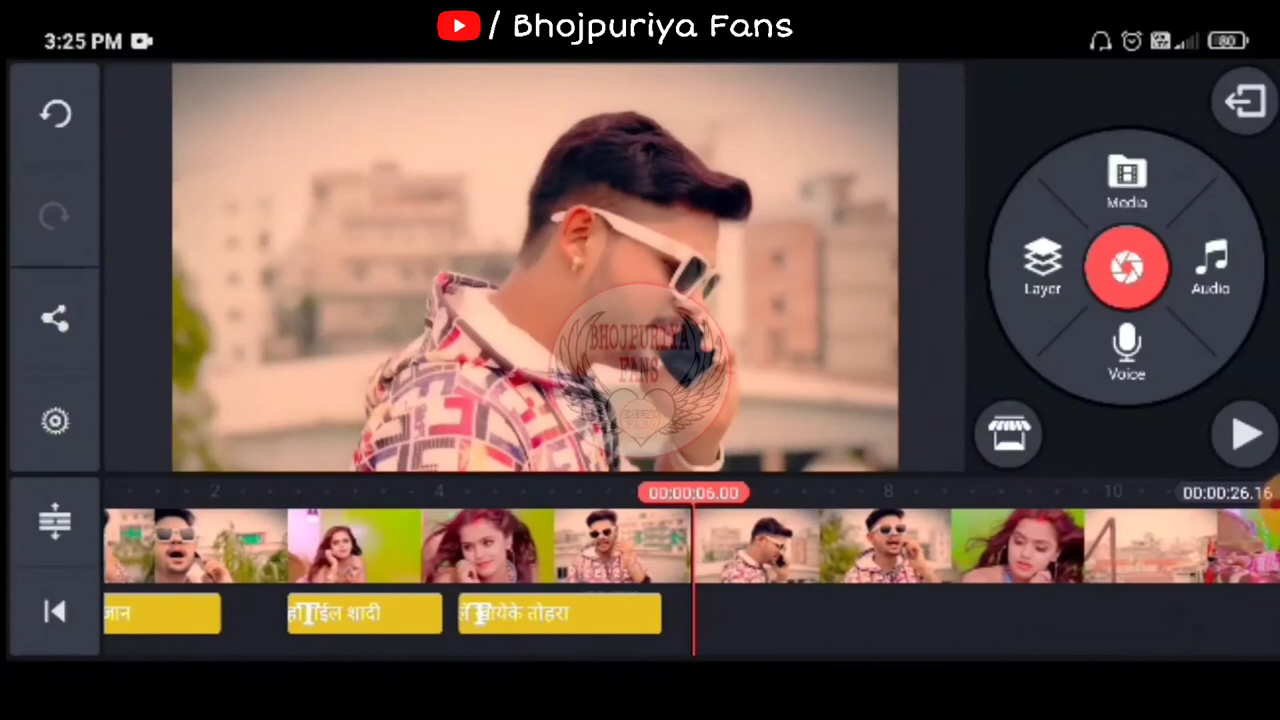 / Bhojpuriya Fans
3:25 PM
80
Media
Layer
Audio
Voice
BHOJPURIYA
FANS
2
4
00:00:06.00
8
10
00:00:26.16
जान
शादी
तोहरा